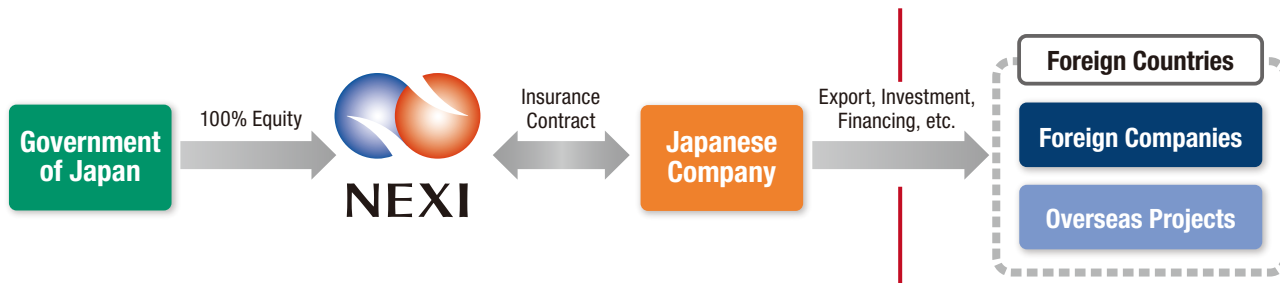 Government
of Japan
100% Equity
NEXI
Insurance
Contract
Japanese
Company
Export, Investment,
Financing, etc.
Foreign Countries
Foreign Companies
Overseas Projects